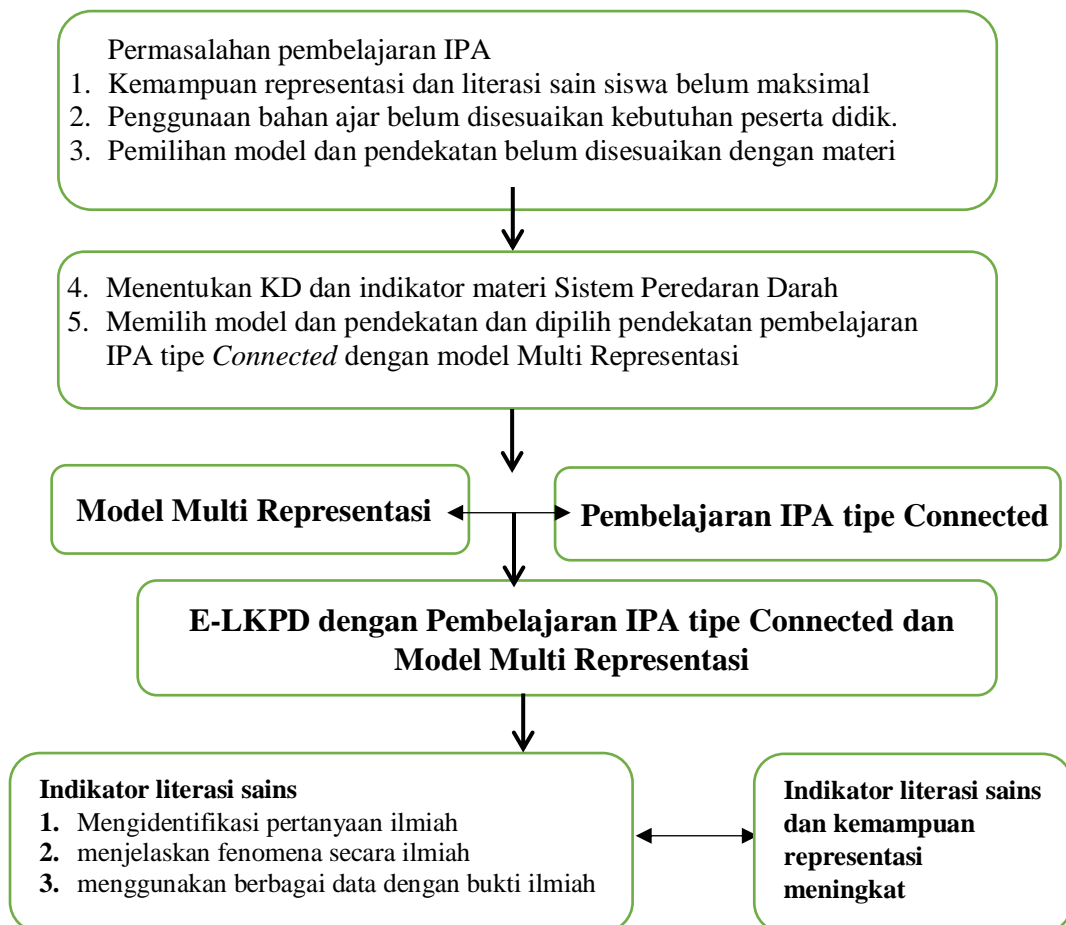 Permasalahan pembelajaran IPA
1. Kemampuan representasi dan literasi sain siswa belum maksimal
2. Penggunaan bahan ajar belum disesuaikan kebutuhan peserta didik.
3. Pemilihan model dan pendekatan belum disesuaikan dengan materi
4. Menentukan KD dan indikator materi Sistem Peredaran Darah
5. Memilih model dan pendekatan dan dipilih pendekatan pembelajaran
IPA tipe Connected dengan model Multi Representasi
Model Multi Representasi
Pembelajaran IPA tipe Connected
E-LKPD dengan Pembelajaran IPA tipe Connected dan
Model Multi Representasi
Indikator literasi sains
1. Mengidentifikasi pertanyaan ilmiah
2. menjelaskan fenomena secara ilmiah
3. menggunakan berbagai data dengan bukti ilmiah
Indikator literasi sains
dan kemampuan
representasi
meningkat